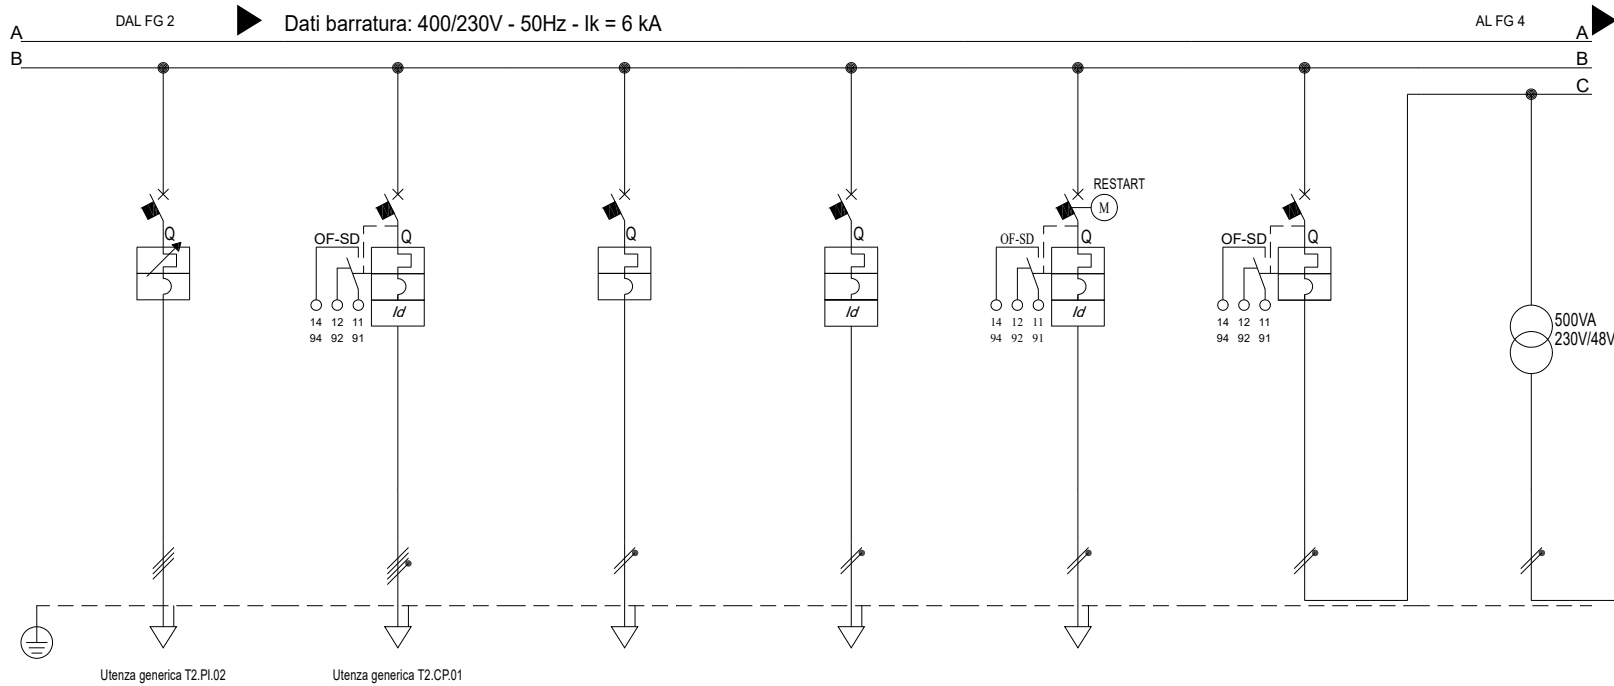 DAL FG 2
Dati barratura: 400/230V - 50Hz - Ik = 6 kA
AL FG 4
A
A
B
B
C
RESTART
M
Q
Q
Q
Q
Q
Q
OF-SD
OF-SD
OF-SD
Id
Id
Id
14 12 11
94 92 91
14 12 11
94 92 91
14 12 11
94 92 91
500VA
230V/48V
Utenza generica T2.PI.02
Utenza generica T2.CP.01